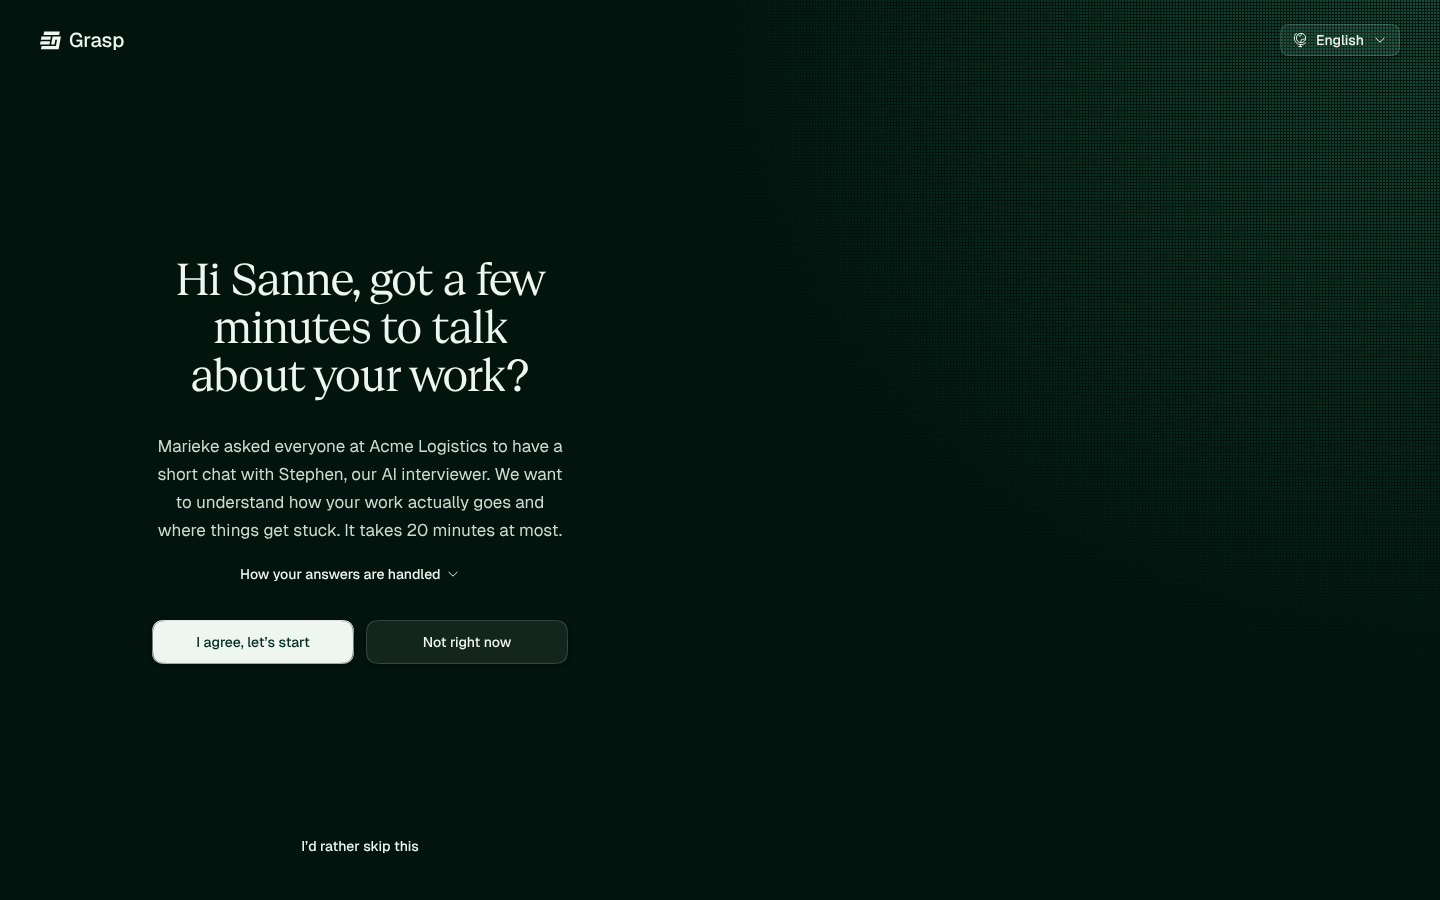 Grasp
English
Hi Sanne, got a few
minutes to talk
about your work?
Marieke asked everyone at Acme Logistics to have a
short chat with Stephen, our AI interviewer. We want
to understand how your work actually goes and
where things get stuck. It takes 20 minutes at most.
How your answers are handled
I agree, let’s start
Not right now
I’d rather skip this